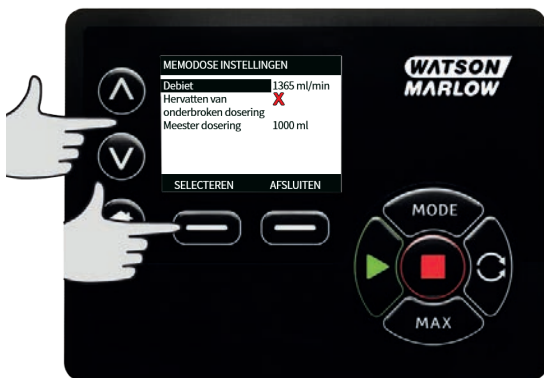 WATSON
MARLOW
MEMODOSE INSTELLINGEN
Debiet 1365 ml/min
Hervatten van
onderbroken dosering
Meester dosering 1000 ml
SELECTEREN AFSLUITEN
MODE
MAX